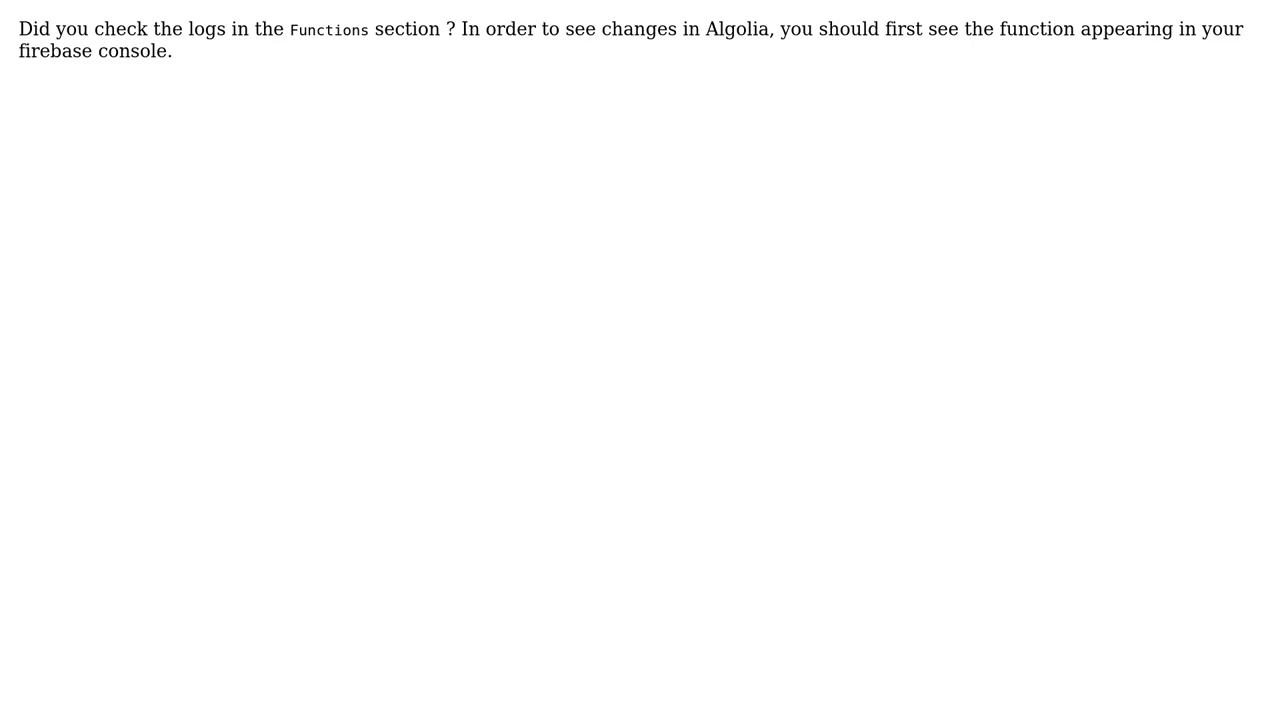 Did you check the logs in the Functions section ? In order to see changes in Algolia, you should first see the function appearing in your
firebase console.